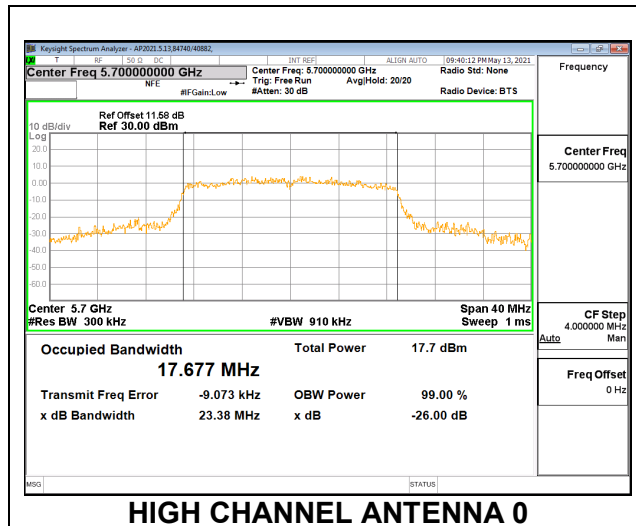 Keysight Spectrum Analyzer - AP2021.5.13,84740/40882,
T RF 50 Ω DC INT REF ALIGN AUTO 09:40:12 PM May 13, 2021
Center Freq 5.700000000 GHz
NFE
#IFGain:Low
Center Freq: 5.700000000 GHz
Trig: Free Run Avg|Hold: 20/20
#Atten: 30 dB
Radio Std: None
Radio Device: BTS
Frequency
Ref Offset 11.58 dB
10 dB/div Ref 30.00 dBm
Log
20.0
10.0
0.00
-10.0
-20.0
-30.0
-40.0
-50.0
-60.0
Center 5.7 GHz Span 40 MHz
#Res BW 300 kHz #VBW 910 kHz Sweep 1 ms
Occupied Bandwidth Total Power 17.7 dBm
17.677 MHz
Transmit Freq Error -9.073 kHz OBW Power 99.00 %
x dB Bandwidth 23.38 MHz x dB -26.00 dB
Center Freq
5.700000000 GHz
CF Step
4.000000 MHz
Auto Man
Freq Offset
0 Hz
MSG STATUS
HIGH CHANNEL ANTENNA 0